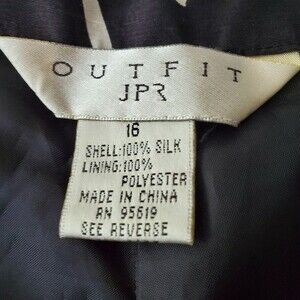 OUTFIT
JPR
16
SHELL:100% SILK
LINING:100%
POLYESTER
MADE IN CHINA
RN 95619
SEE REVERSE